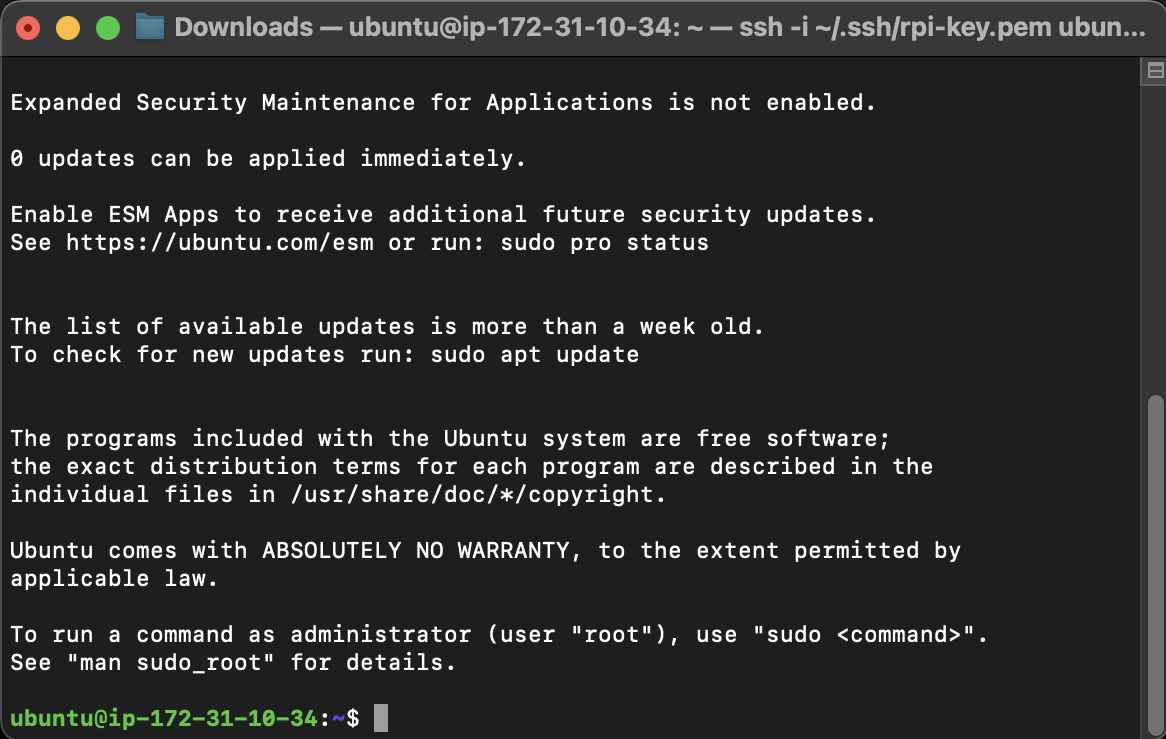 Downloads — ubuntu@ip-172-31-10-34: ~ — ssh -i ~/.ssh/rpi-key.pem ubun...
Expanded Security Maintenance for Applications is not enabled.
0 updates can be applied immediately.
Enable ESM Apps to receive additional future security updates.
See https://ubuntu.com/esm or run: sudo pro status
The list of available updates is more than a week old.
To check for new updates run: sudo apt update
The programs included with the Ubuntu system are free software;
the exact distribution terms for each program are described in the
individual files in /usr/share/doc/*/copyright.
Ubuntu comes with ABSOLUTELY NO WARRANTY, to the extent permitted by
applicable law.
To run a command as administrator (user "root"), use "sudo <command>".
See "man sudo_root" for details.
ubuntu@ip-172-31-10-34:~$